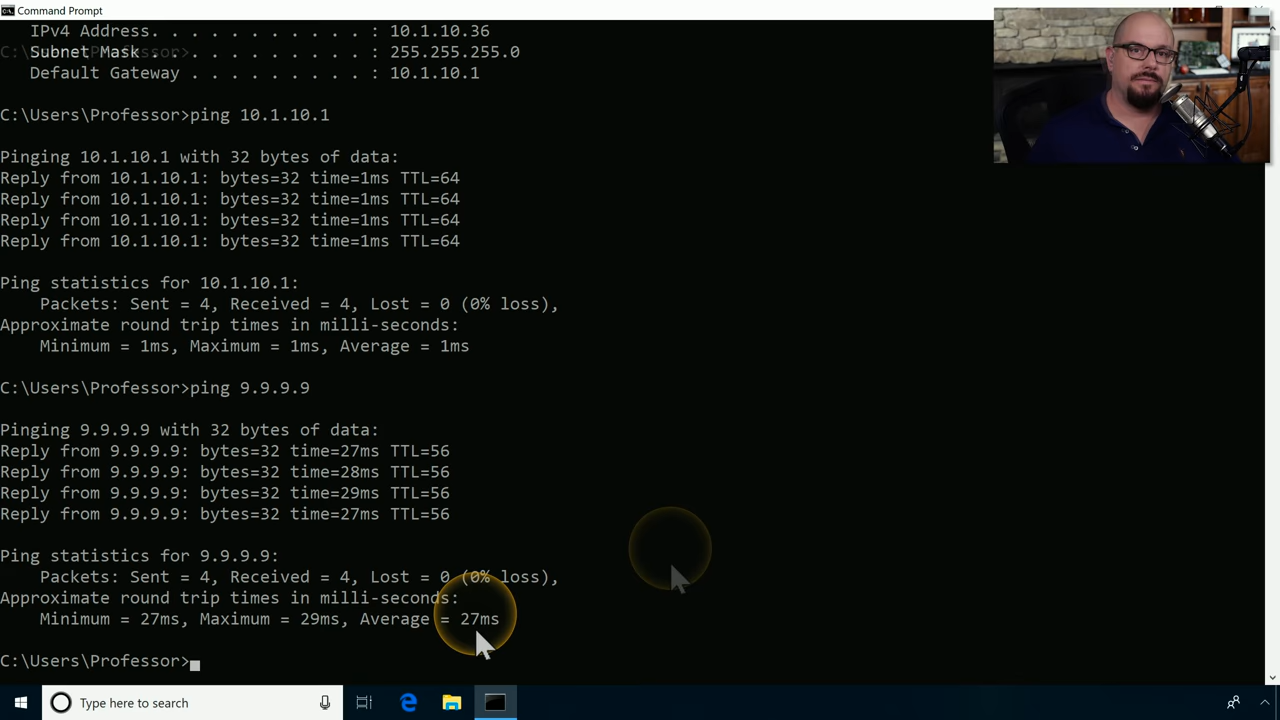 Command Prompt
IPv4 Address. . . . . . . . . . . : 10.1.10.36
Subnet Mask . . . . . . . . . . . : 255.255.255.0
Default Gateway . . . . . . . . . : 10.1.10.1
C:\Users\Professor>ping 10.1.10.1
Pinging 10.1.10.1 with 32 bytes of data:
Reply from 10.1.10.1: bytes=32 time=1ms TTL=64
Reply from 10.1.10.1: bytes=32 time=1ms TTL=64
Reply from 10.1.10.1: bytes=32 time=1ms TTL=64
Reply from 10.1.10.1: bytes=32 time=1ms TTL=64
Ping statistics for 10.1.10.1:
Packets: Sent = 4, Received = 4, Lost = 0 (0% loss),
Approximate round trip times in milli-seconds:
Minimum = 1ms, Maximum = 1ms, Average = 1ms
C:\Users\Professor>ping 9.9.9.9
Pinging 9.9.9.9 with 32 bytes of data:
Reply from 9.9.9.9: bytes=32 time=27ms TTL=56
Reply from 9.9.9.9: bytes=32 time=28ms TTL=56
Reply from 9.9.9.9: bytes=32 time=29ms TTL=56
Reply from 9.9.9.9: bytes=32 time=27ms TTL=56
Ping statistics for 9.9.9.9:
Packets: Sent = 4, Received = 4, Lost = 0 (0% loss),
Approximate round trip times in milli-seconds:
Minimum = 27ms, Maximum = 29ms, Average = 27ms
C:\Users\Professor>
Type here to search